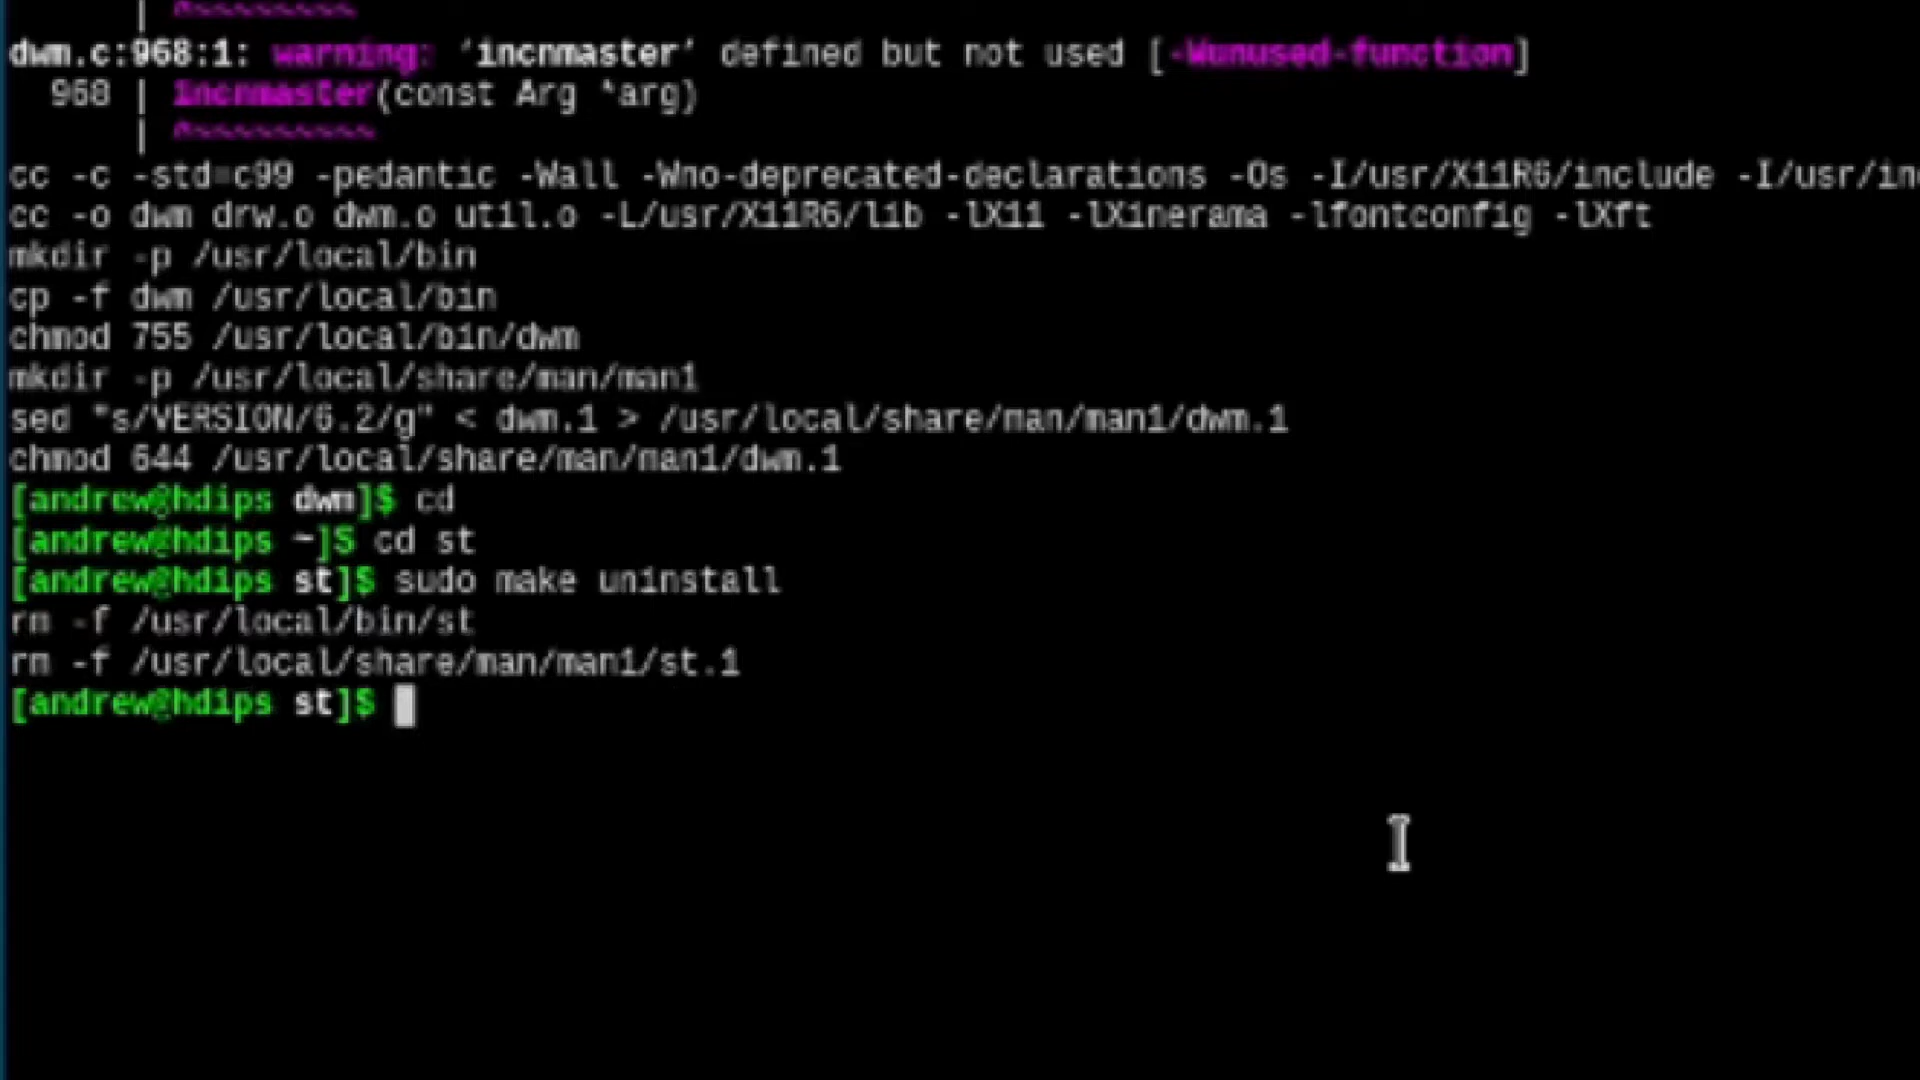 dwm.c:968:1: warning: ‘incnmaster’ defined but not used [-Wunused-function]
968 | incnmaster(const Arg *arg)
| ^~~~~~~~~~
cc -c -std=c99 -pedantic -Wall -Wno-deprecated-declarations -Os -I/usr/X11R6/include -I/usr/in
cc -o dwm drw.o dwm.o util.o -L/usr/X11R6/lib -lX11 -lXinerama -lfontconfig -lXft
mkdir -p /usr/local/bin
cp -f dwm /usr/local/bin
chmod 755 /usr/local/bin/dwm
mkdir -p /usr/local/share/man/man1
sed "s/VERSION/6.2/g" < dwm.1 > /usr/local/share/man/man1/dwm.1
chmod 644 /usr/local/share/man/man1/dwm.1
[andrew@hdips dwm]$ cd
[andrew@hdips ~]$ cd st
[andrew@hdips st]$ sudo make uninstall
rm -f /usr/local/bin/st
rm -f /usr/local/share/man/man1/st.1
[andrew@hdips st]$